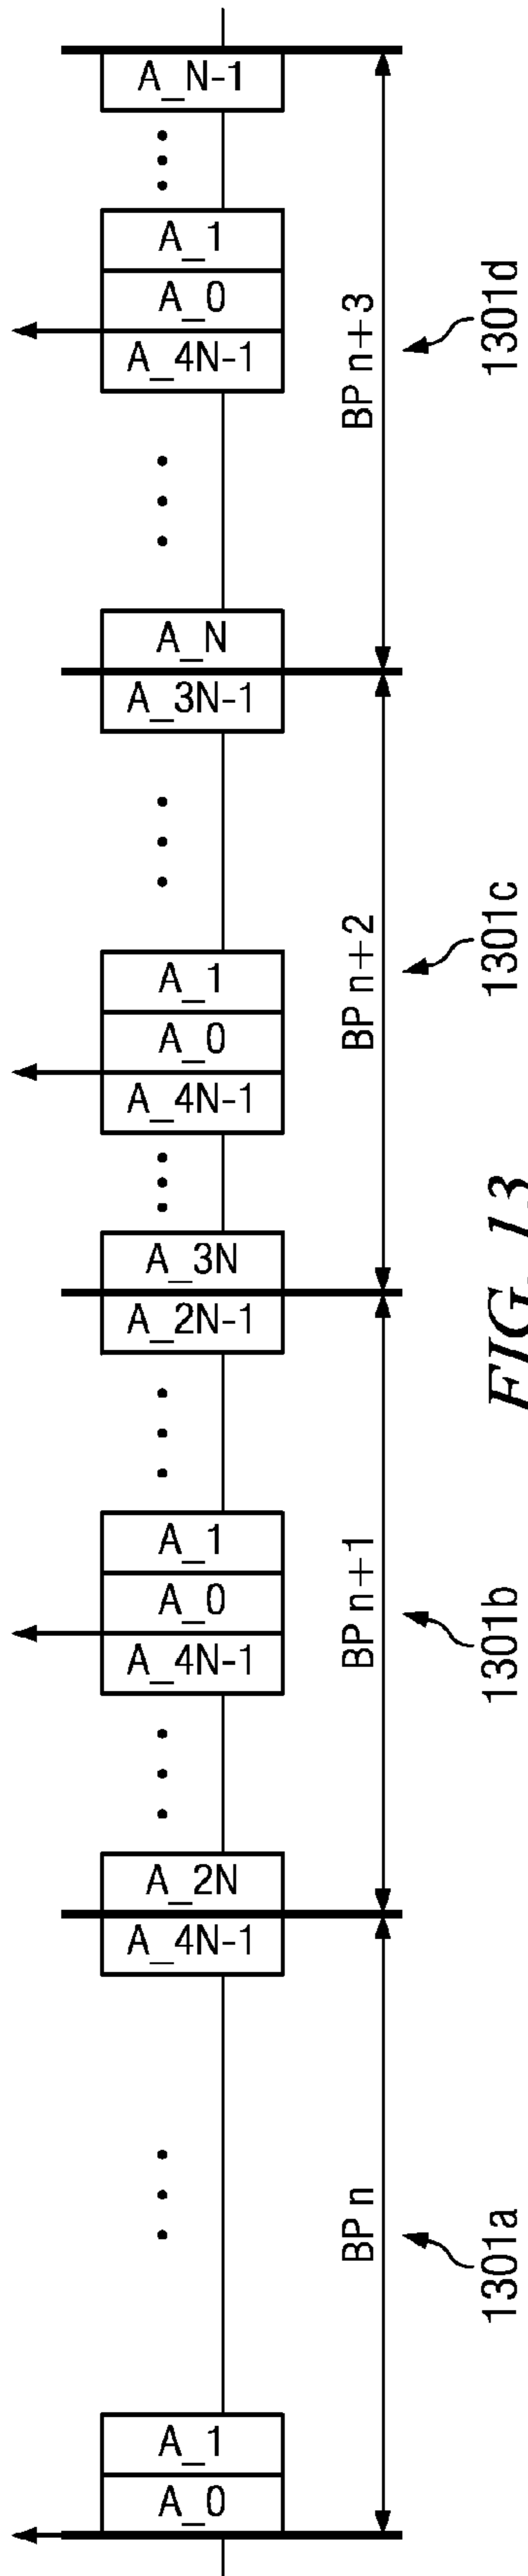 A_0 A_1 A_4N-1 A_2N A_4N-1 A_0 A_1 A_2N-1 A_3N A_4N-1 A_0 A_1 A_3N-1 A_N A_4N-1 A_0 A_1 A_N-1
BP n BP n+1 BP n+2 BP n+3
1301a 1301b 1301c 1301d
FIG. 13